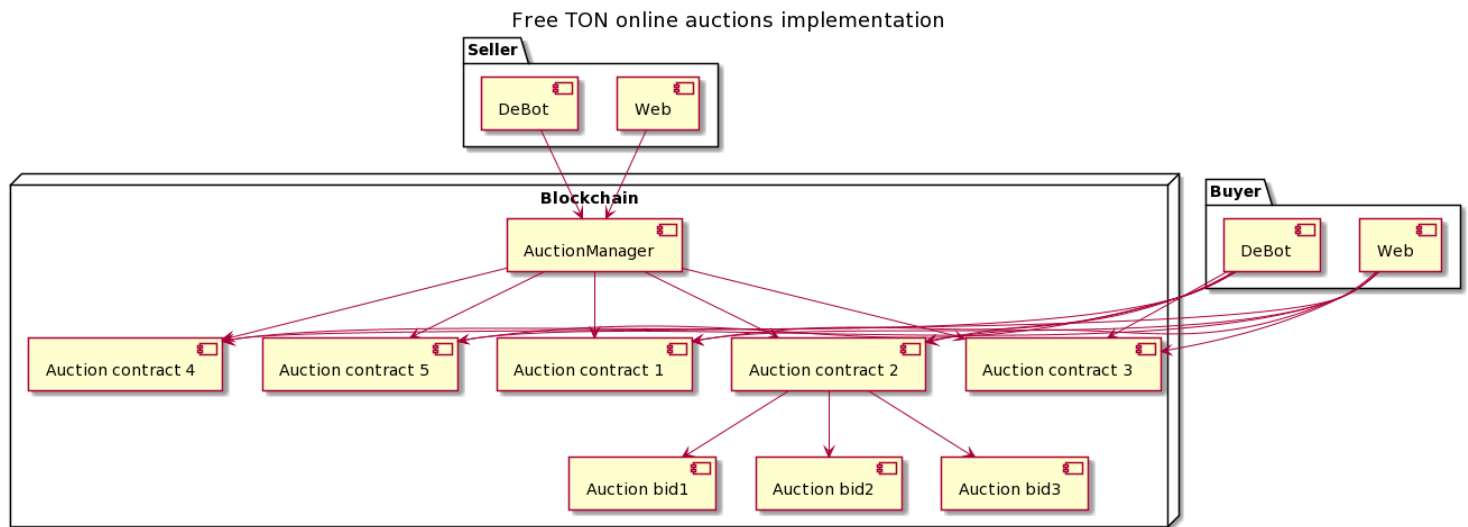 Free TON online auctions implementation
Seller
DeBot
Web
Blockchain
Buyer
AuctionManager
DeBot
Web
Auction contract 4
Auction contract 5
Auction contract 1
Auction contract 2
Auction contract 3
Auction bid1
Auction bid2
Auction bid3